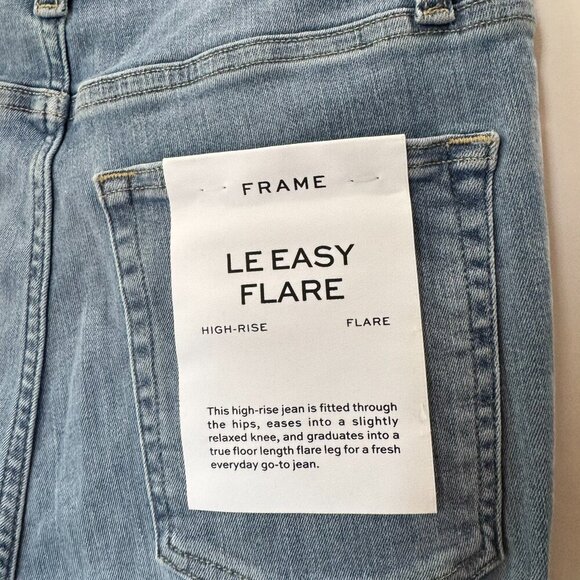 FRAME
LE EASY
FLARE
HIGH-RISE FLARE
This high-rise jean is fitted through
the hips, eases into a slightly
relaxed knee, and graduates into a
true floor length flare leg for a fresh
everyday go-to jean.